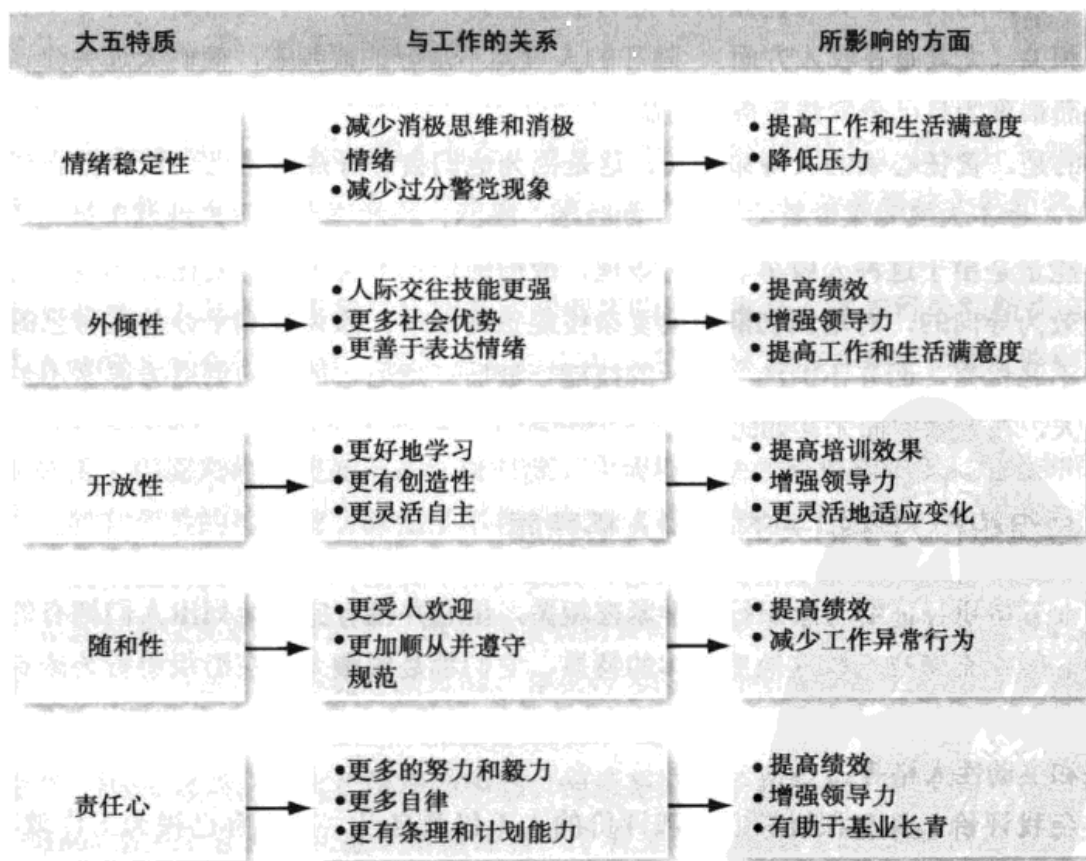 大五特质 与工作的关系 所影响的方面
情绪稳定性
•减少消极思维和消极
情绪
•减少过分警觉现象
•提高工作和生活满意度
•降低压力
外倾性
•人际交往技能更强
•更多社会优势
•更善于表达情绪
•提高绩效
•增强领导力
•提高工作和生活满意度
开放性
•更好地学习
•更有创造性
•更灵活自主
•提高培训效果
•增强领导力
•更灵活地适应变化
随和性
•更受人欢迎
•更加顺从并遵守
规范
•提高绩效
•减少工作异常行为
责任心
•更多的努力和毅力
•更多自律
•更有条理和计划能力
•提高绩效
•增强领导力
•有助于基业长青